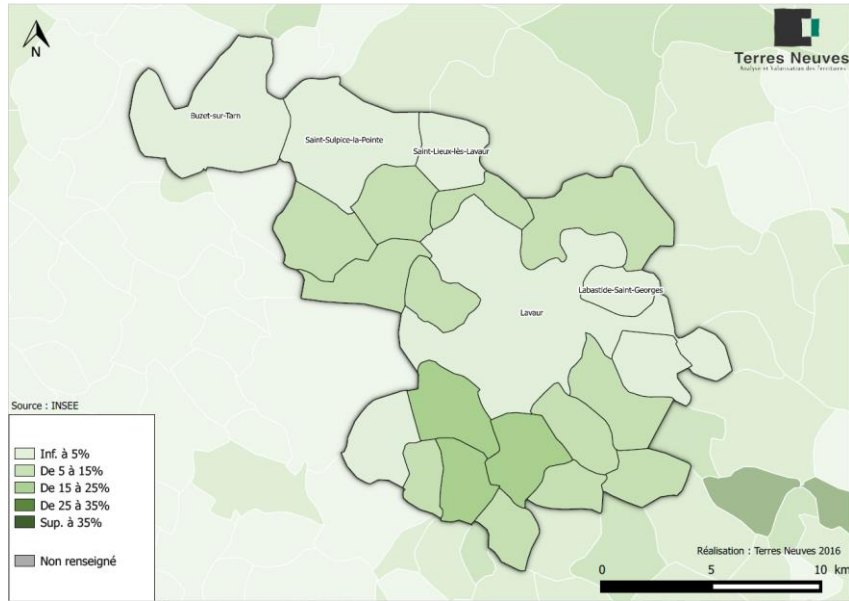 N
Terres Neuves
Analyse et Valorisation des Territoires
Buzet-sur-Tarn
Saint-Sulpice-la-Pointe
Saint-Lieux-lès-Lavaur
Labastide-Saint-Georges
Lavaur
Source : INSEE
Inf. à 5%
De 5 à 15%
De 15 à 25%
De 25 à 35%
Sup. à 35%
Non renseigné
Réalisation : Terres Neuves 2016
0 5 10 km